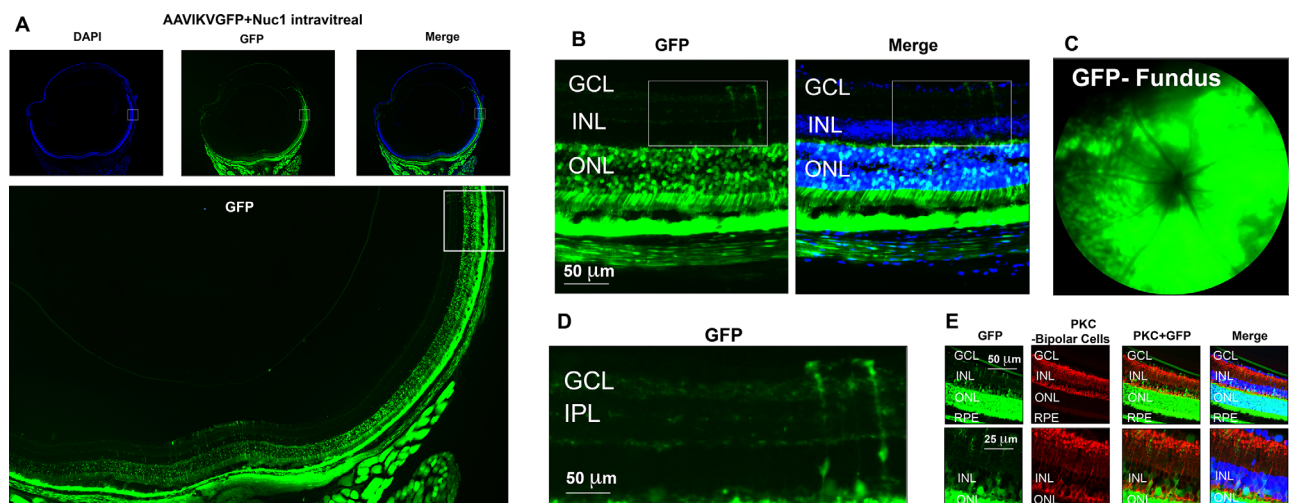 A
AAVIKVGFP+Nuc1 intravitreal
DAPI
GFP
Merge
GFP
B
GFP
Merge
GCL
INL
ONL
50 µm
GCL
INL
ONL
C
GFP- Fundus
D
GFP
GCL
IPL
50 µm
E
GFP
PKC
-Bipolar Cells
PKC+GFP
Merge
GCL
50 µm
INL
ONL
RPE
GCL
INL
ONL
RPE
GCL
INL
ONL
RPE
GCL
INL
ONL
RPE
25 µm
INL
ONL
INL
ONL
INL
ONL
INL
ONL